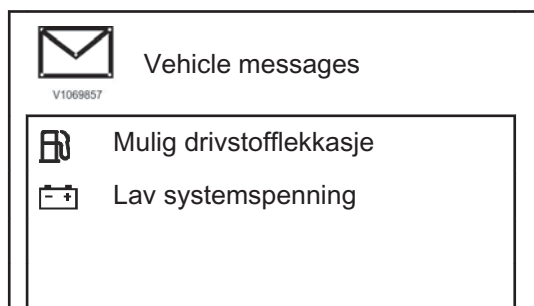 Vehicle messages
V1069857
Mulig drivstofflekkasje
Lav systemspenning